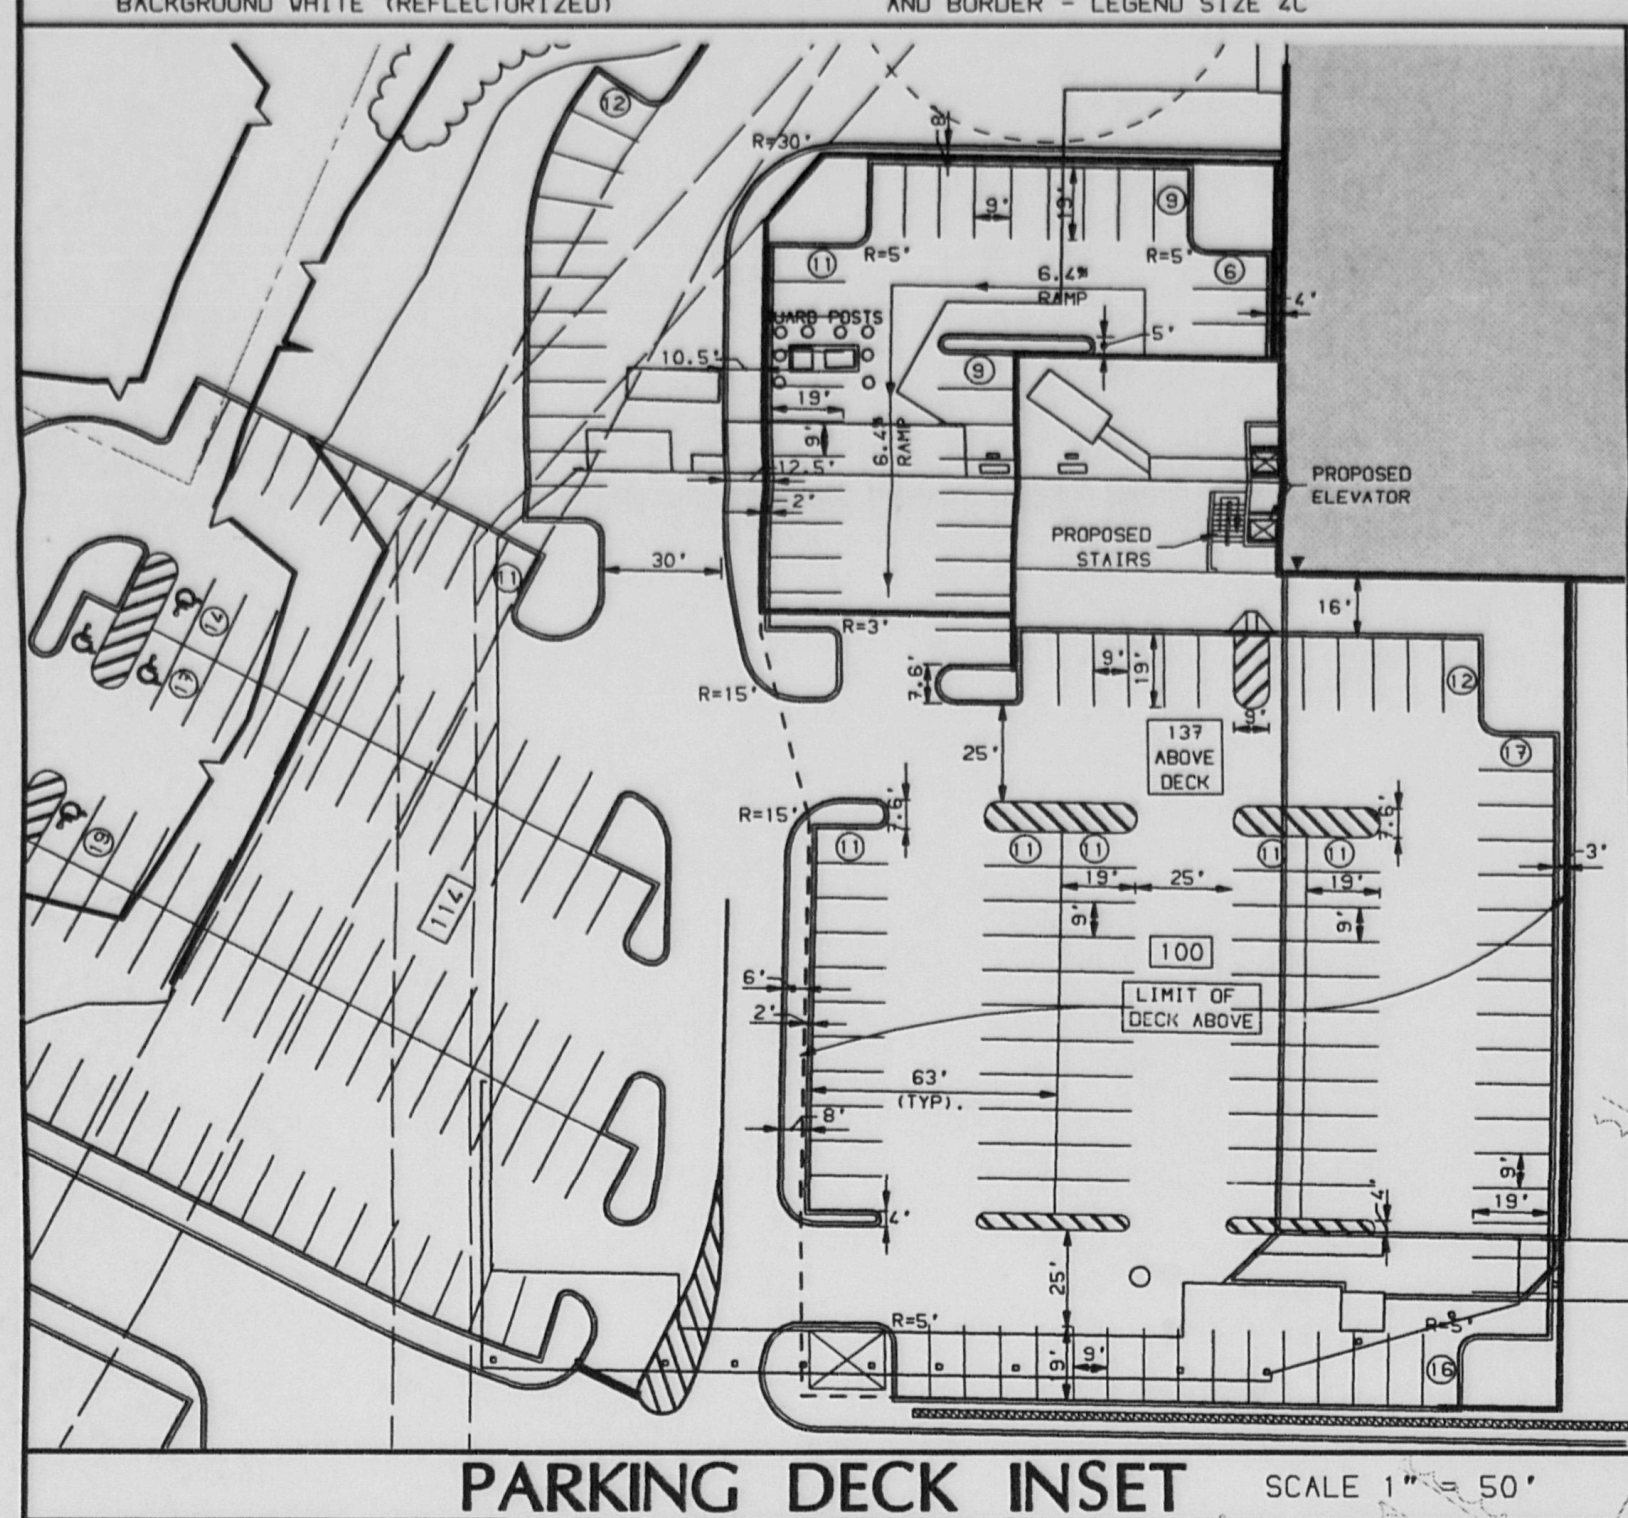 BACKGROUND WHITE (REFLECTORIZED)
AND BORDER - LEGEND SIZE 4C
12
R=30'
8'
9'
19'
9
11
R=5'
R=5'
6
6.4%
RAMP
4'
UARD POSTS
5'
10.5'
9
19'
9'
6.4%
RAMP
12.5'
2'
PROPOSED
ELEVATOR
PROPOSED
STAIRS
30'
11
16'
12
17
R=3'
R=15'
7.6'
9'
19'
12
9'
137
ABOVE
DECK
25'
17
R=15'
7.6'
7.6'
11
11
11
11
11
3'
19
19'
25'
19'
9'
9'
114
100
6'
LIMIT OF
DECK ABOVE
2'
63'
(TYP).
8'
9'
19'
4'
4'
25'
R=5'
R=5'
19'
9'
16
PARKING DECK INSET
SCALE 1" = 50'